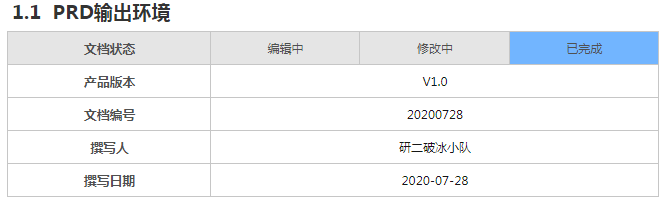 1.1 PRD输出环境
文档状态 编辑中 修改中 已完成
产品版本 V1.0
文档编号 20200728
撰写人 研二破冰小队
撰写日期 2020-07-28